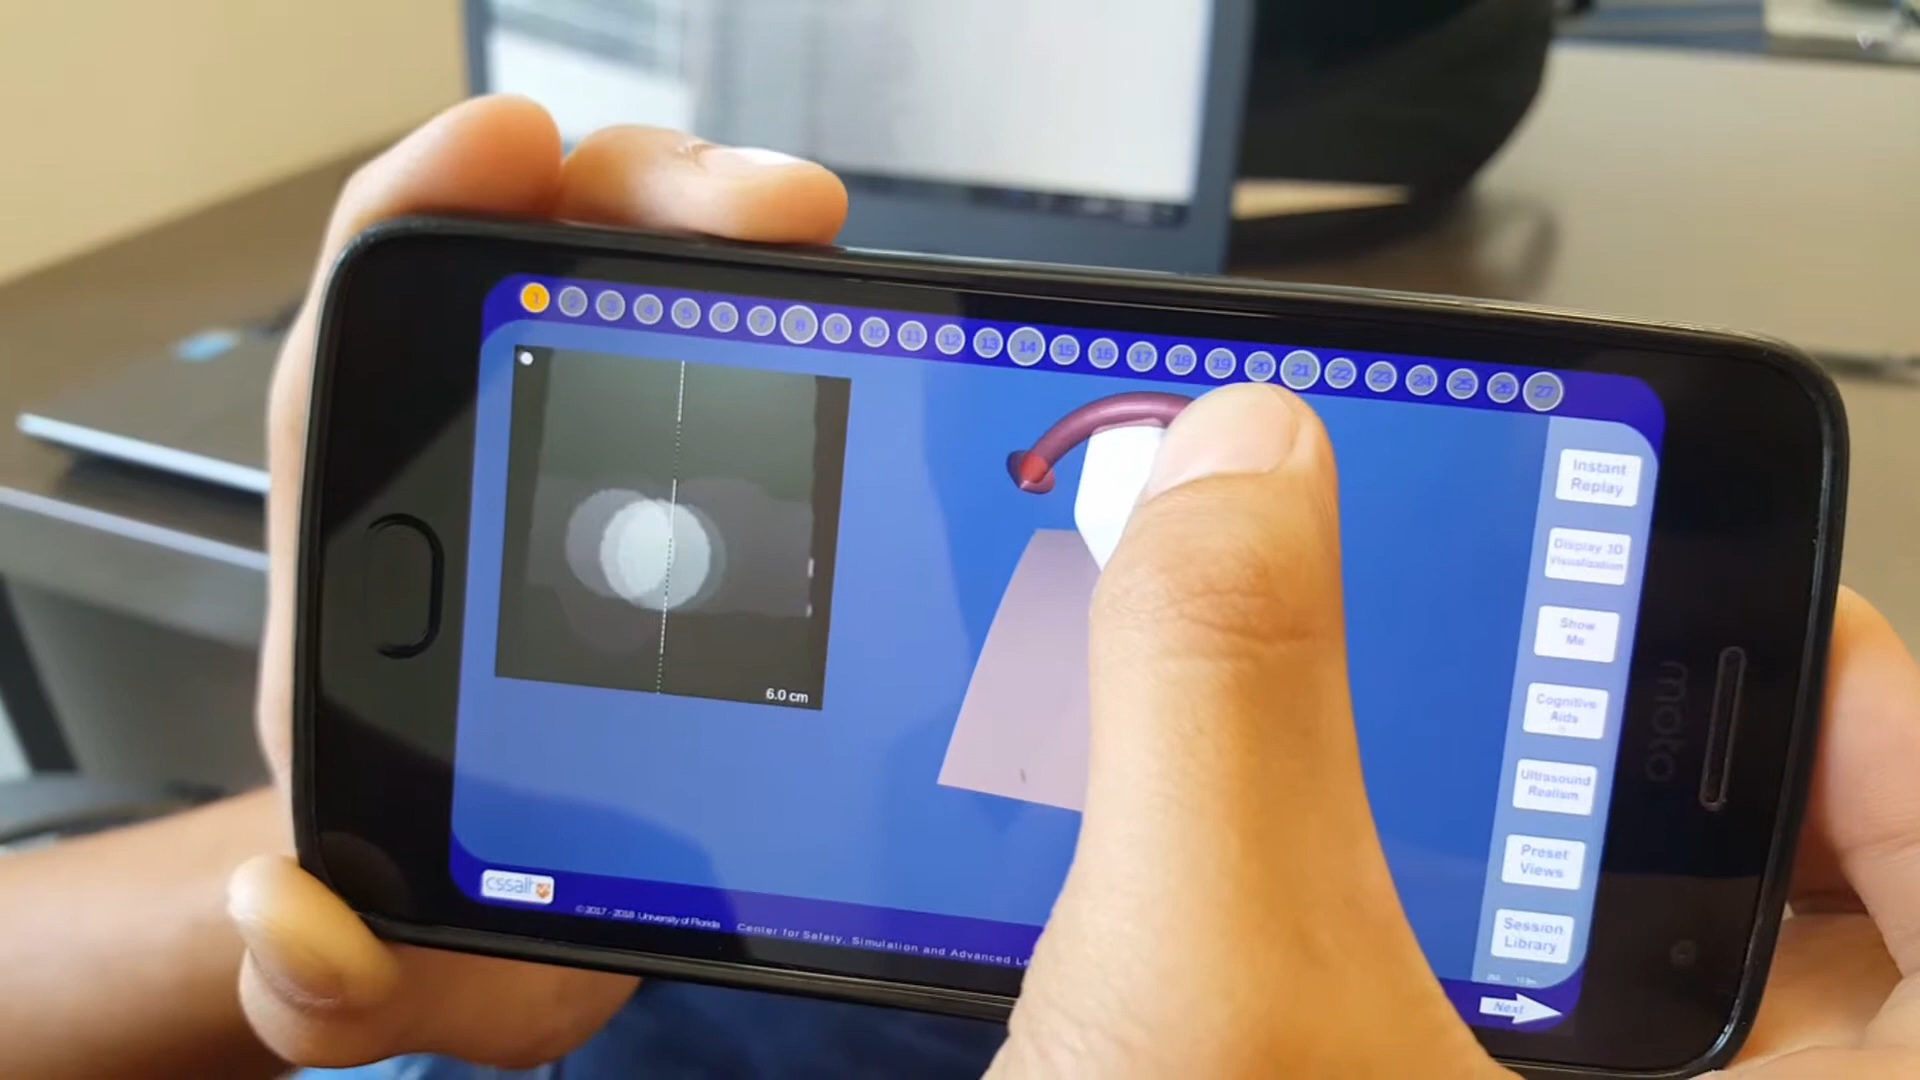 1 2 3 4 5 6 7 8 9 10 11 12 13 14 15 16 17 18 19 20 21 22 23 24 25 26 27
Instant
Replay
Display 3D
Visualization
Show
Me
Cognitive
Aids
Ultrasound
Realism
Preset
Views
Session
Library
Next
6.0 cm
cssalt
© 2017 - 2018 University of Florida
Center for Safety, Simulation and Advanced Le
moto